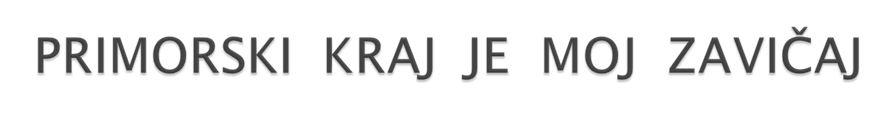 PRIMORSKI KRAJ JE MOJ ZAVIČAJ